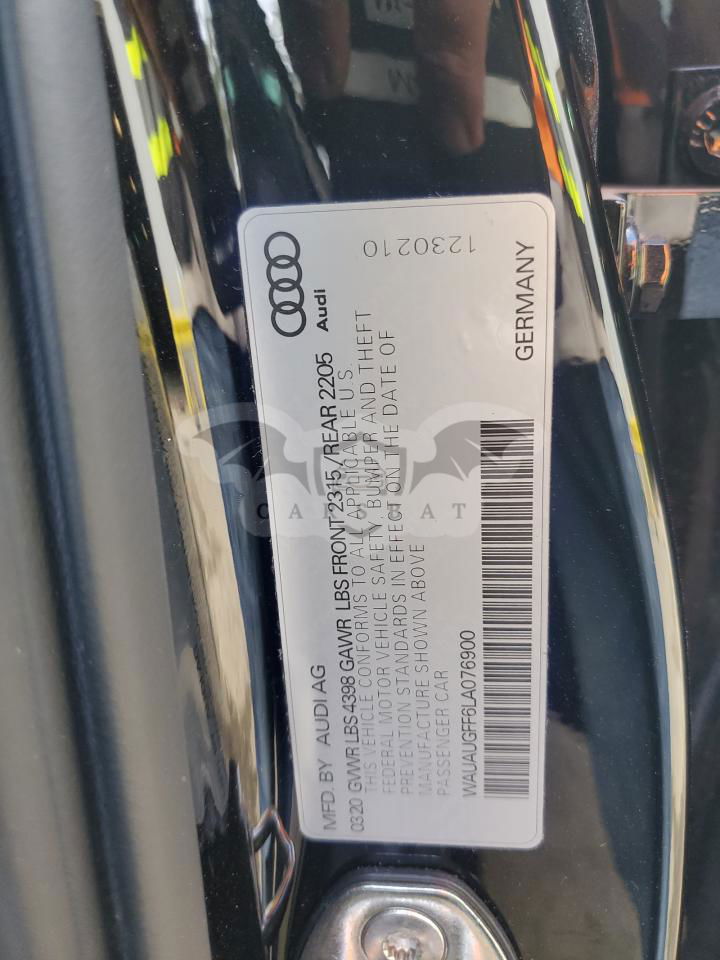 Audi
1230210
MFD. BY AUDI AG
0320 GVWR LBS 4398 GAWR LBS FRONT 2315 / REAR 2205
THIS VEHICLE CONFORMS TO ALL APPLICABLE U.S.
FEDERAL MOTOR VEHICLE SAFETY BUMPER AND THEFT
PREVENTION STANDARDS IN EFFECT ON THE DATE OF
MANUFACTURE SHOWN ABOVE
PASSENGER CAR
WAUAUGFF6LA076900
GERMANY